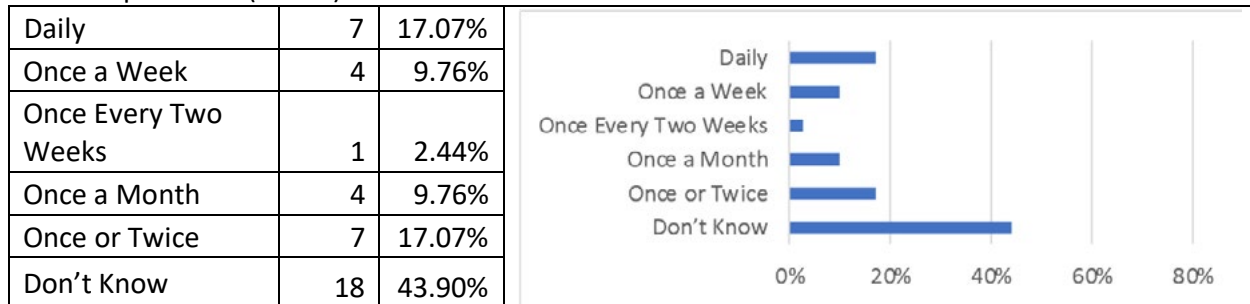 Daily 7 17.07%
Once a Week 4 9.76%
Once Every Two
Weeks 1 2.44%
Once a Month 4 9.76%
Once or Twice 7 17.07%
Don’t Know 18 43.90%
Daily
Once a Week
Once Every Two Weeks
Once a Month
Once or Twice
Don’t Know
0% 20% 40% 60% 80%